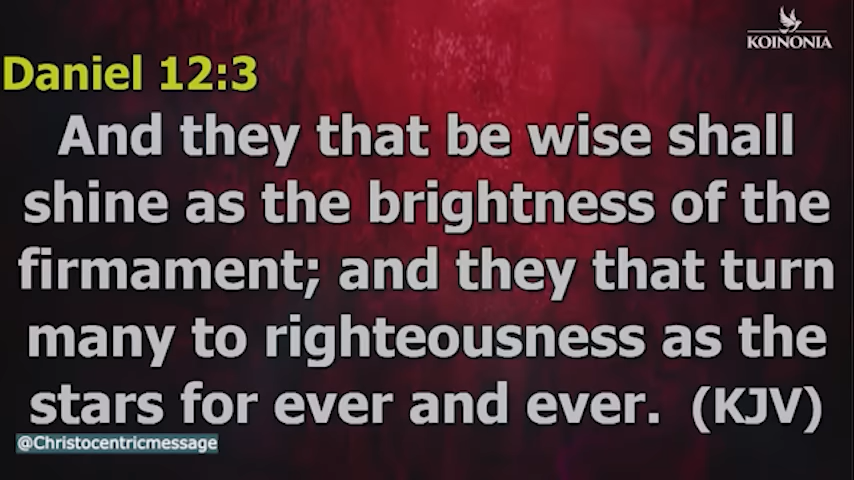 KOINONIA
Daniel 12:3
And they that be wise shall
shine as the brightness of the
firmament; and they that turn
many to righteousness as the
stars for ever and ever. (KJV)
@Christocentricmessage